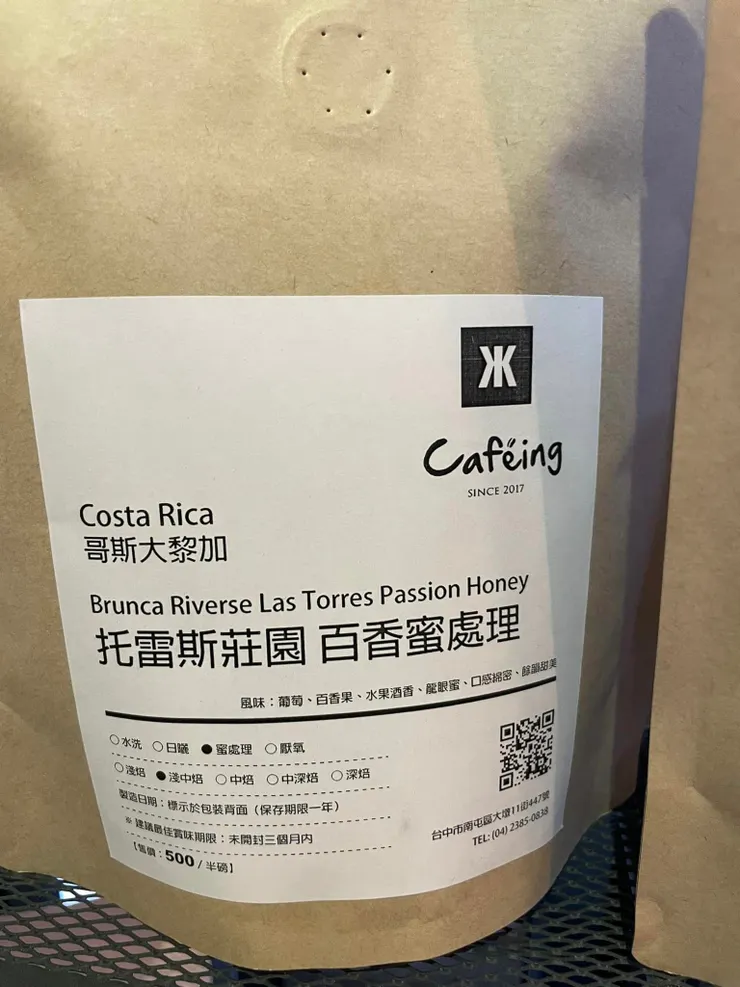 Caféing
SINCE 2017
Costa Rica
哥斯大黎加
Brunca Riverse Las Torres Passion Honey
托雷斯莊園 百香蜜處理
風味：葡萄、百香果、水果酒香、龍眼蜜、口感綿密、餘韻甜美
○水洗 ○日曬 ●蜜處理 ○厭氧
○淺焙 ●淺中焙 ○中焙 ○中深焙 ○深焙
製造日期：標示於包裝背面（保存期限一年）
※ 建議最佳賞味期限：未開封三個月內
【售價：500 / 半磅】
台中市南屯區大墩11街447號
TEL: (04) 2385-0838